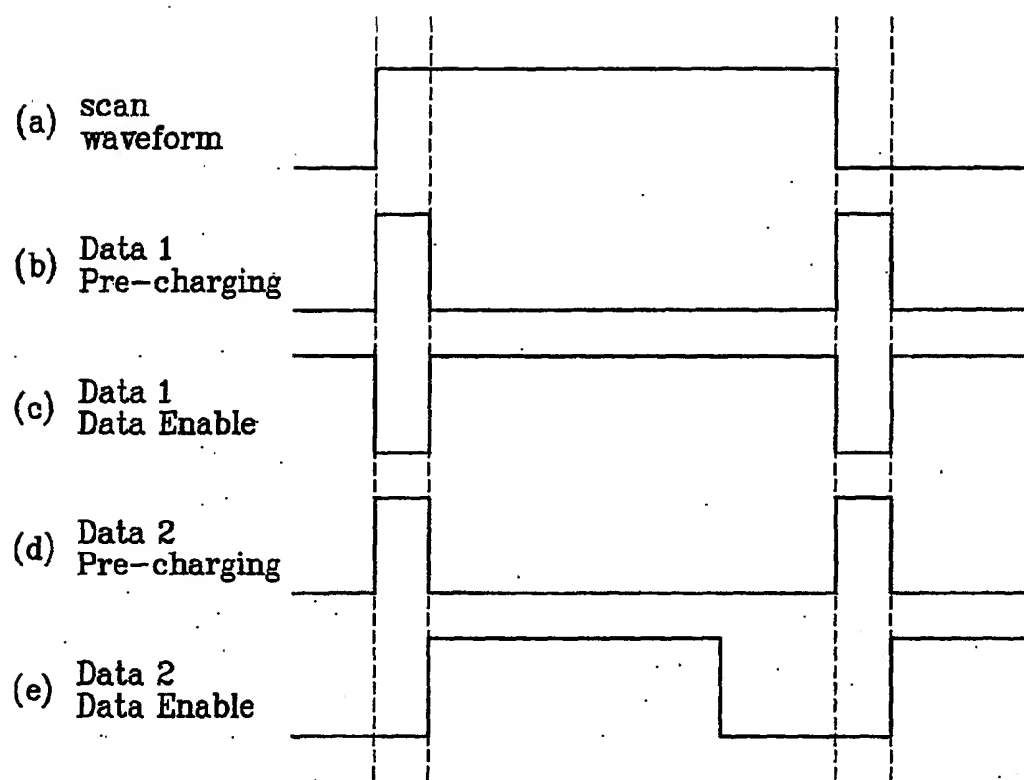 (a) scan
waveform
(b) Data 1
Pre-charging
(c) Data 1
Data Enable
(d) Data 2
Pre-charging
(e) Data 2
Data Enable